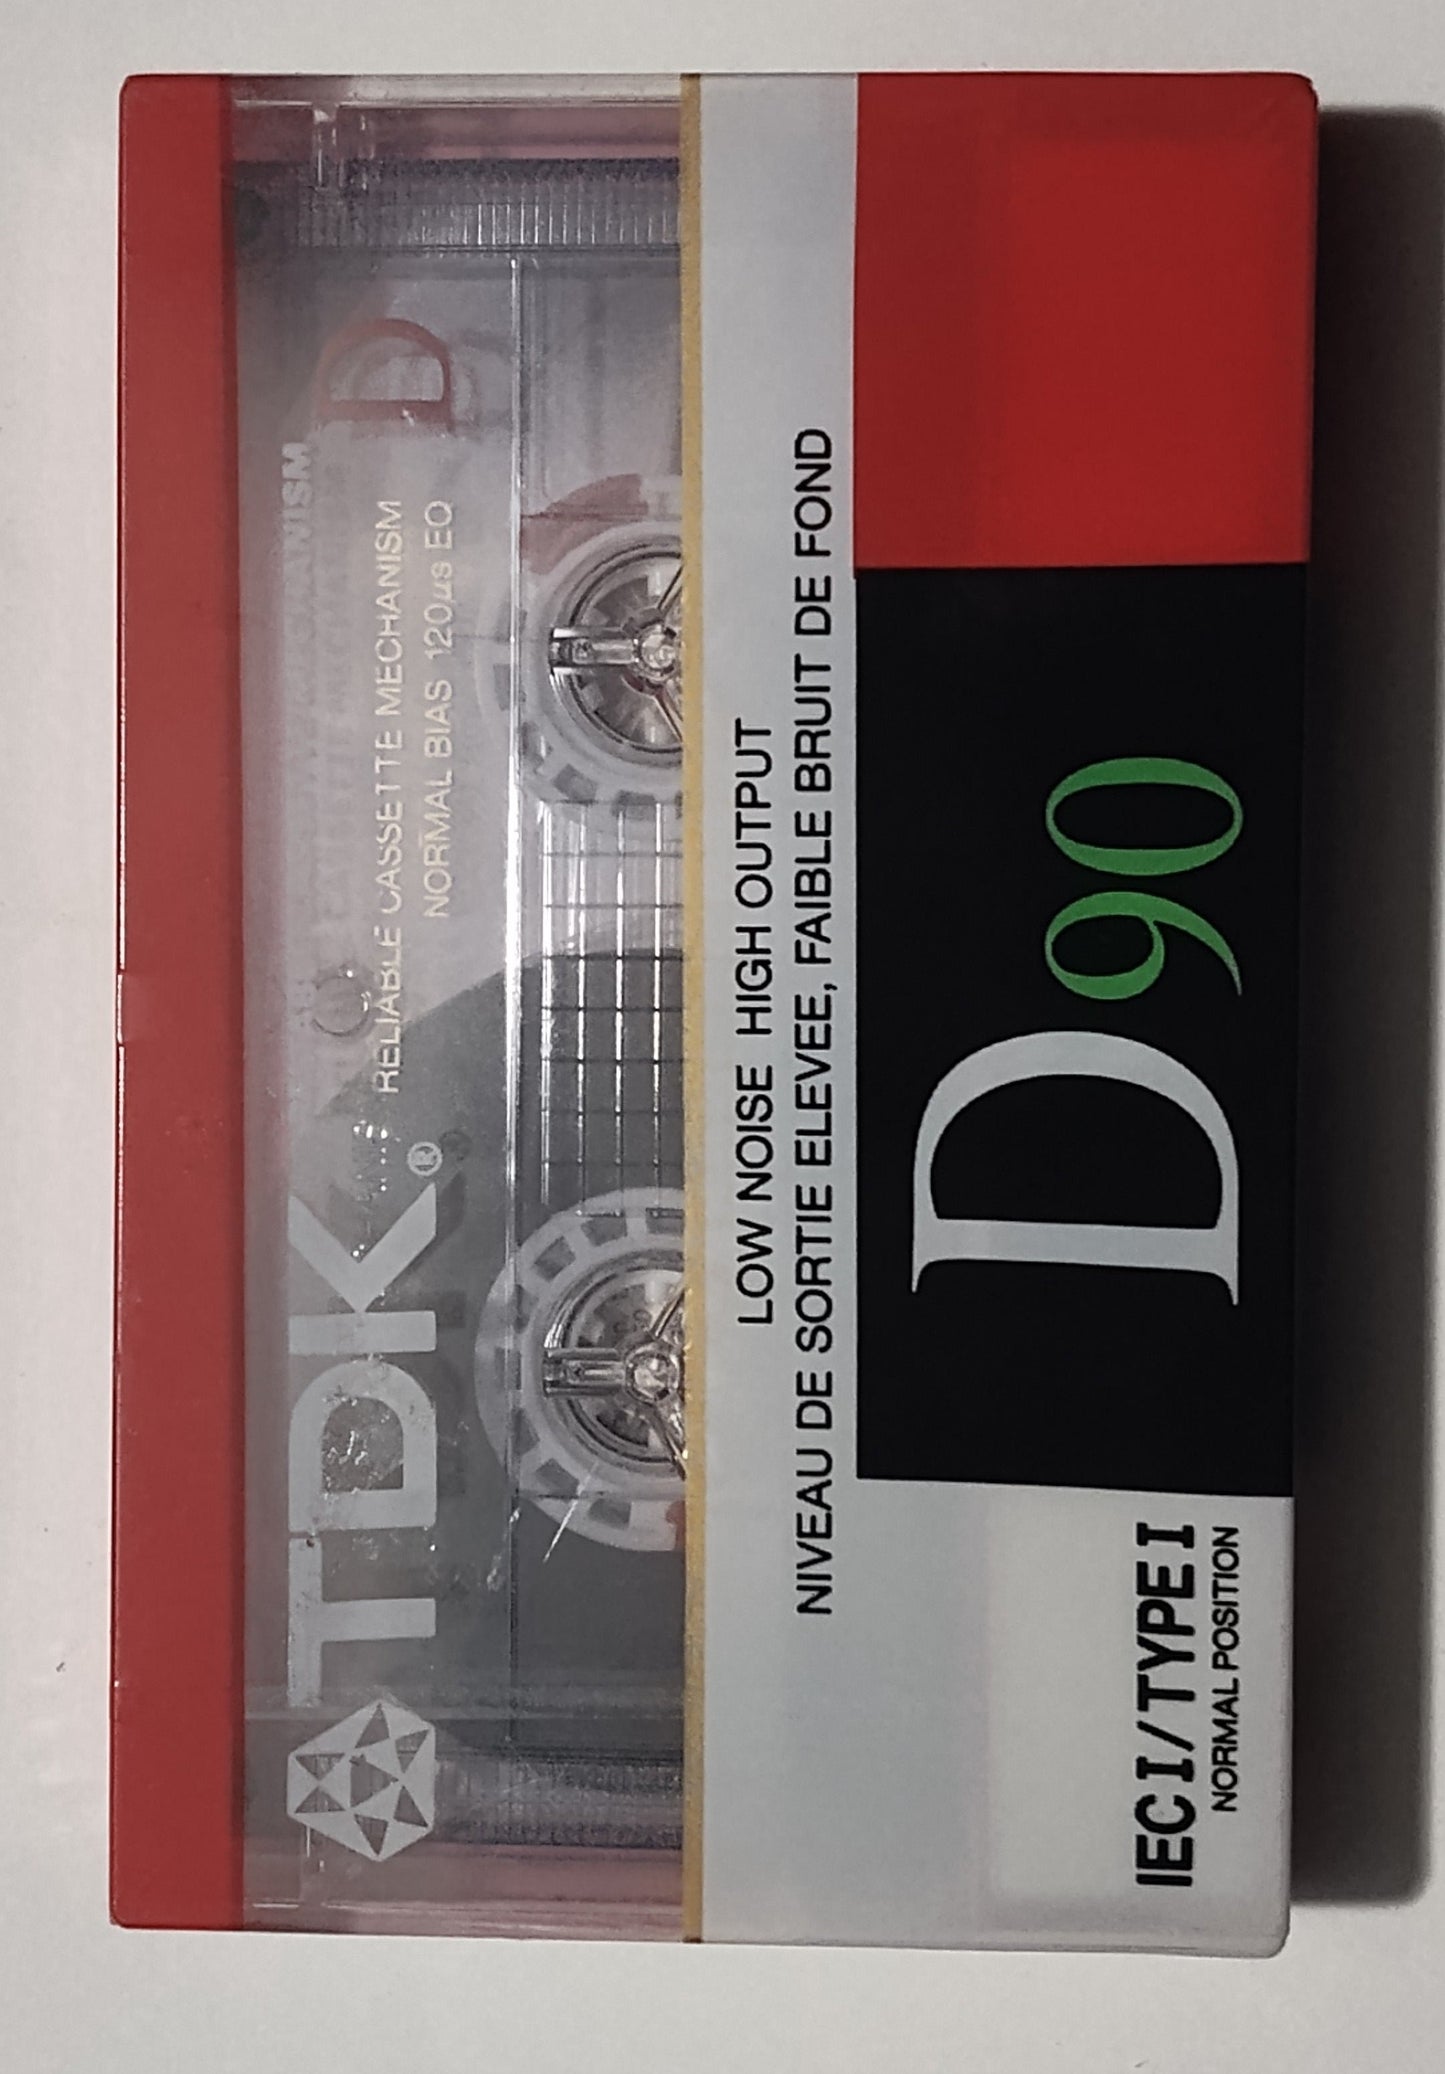 TDK®
D
RELIABLE CASSETTE MECHANISM
NORMAL BIAS 120µs EQ
LOW NOISE HIGH OUTPUT
NIVEAU DE SORTIE ELEVEE, FAIBLE BRUIT DE FOND
D90
IEC I/TYPE I
NORMAL POSITION